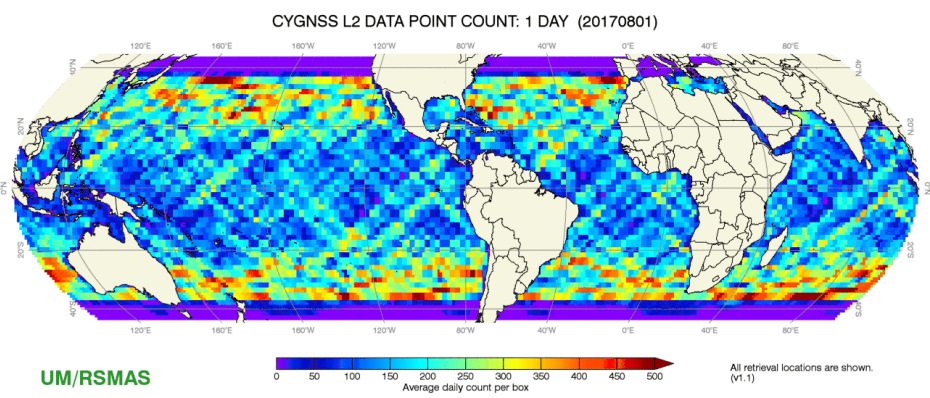 CYGNSS L2 DATA POINT COUNT: 1 DAY (20170801)
120°E 160°E 160°W 120°W 80°W 40°W 0°E 40°E 80°E
40°N 40°N
20°N 20°N
0°N 0°N
20°S 20°S
40°S 40°S
120°E 160°E 160°W 120°W 80°W 40°W 0°E 40°E 80°E
0 50 100 150 200 250 300 350 400 450 500
Average daily count per box
UM/RSMAS
All retrieval locations are shown.
(v1.1)